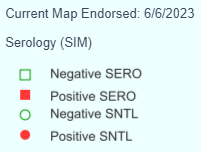 Current Map Endorsed: 6/6/2023
Serology (SIM)
Negative SERO
Positive SERO
Negative SNTL
Positive SNTL